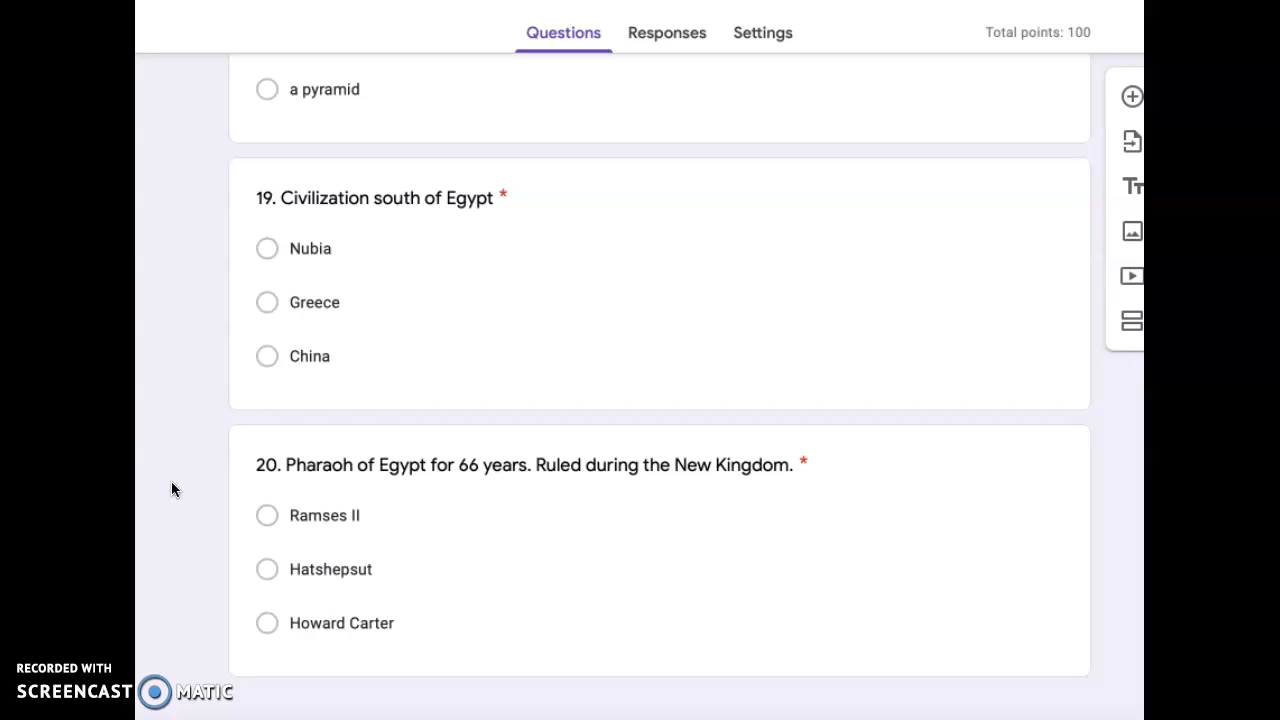 Questions Responses Settings Total points: 100
a pyramid
19. Civilization south of Egypt *
Nubia
Greece
China
20. Pharaoh of Egypt for 66 years. Ruled during the New Kingdom. *
Ramses II
Hatshepsut
Howard Carter
RECORDED WITH
SCREENCAST MATIC